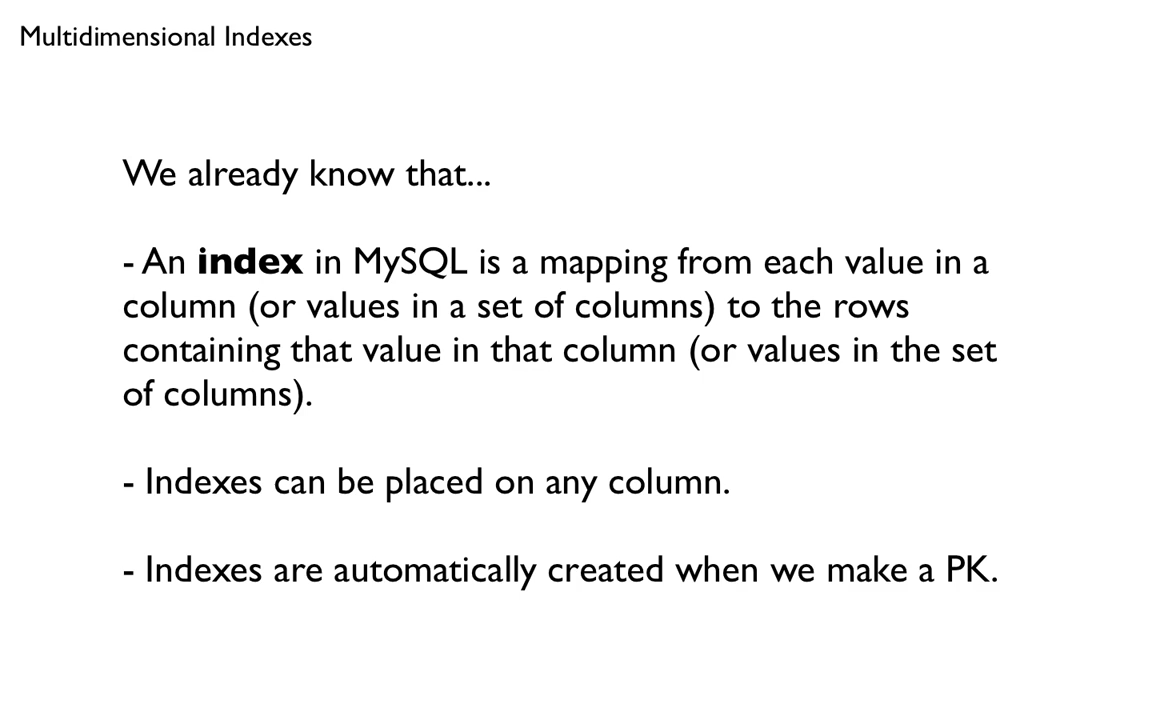 Multidimensional Indexes
We already know that...
- An index in MySQL is a mapping from each value in a
column (or values in a set of columns) to the rows
containing that value in that column (or values in the set
of columns).
- Indexes can be placed on any column.
- Indexes are automatically created when we make a PK.